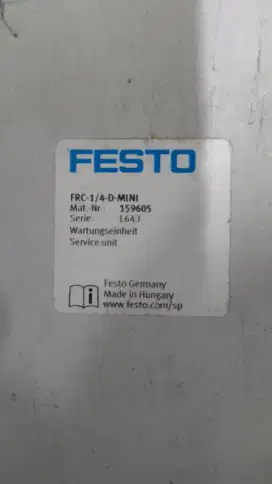 FESTO
FRC-1/4-D-MINI
Mat.-Nr.: 159605
Serie: L643
Wartungseinheit
Service unit
Festo Germany
Made in Hungary
www.festo.com/sp